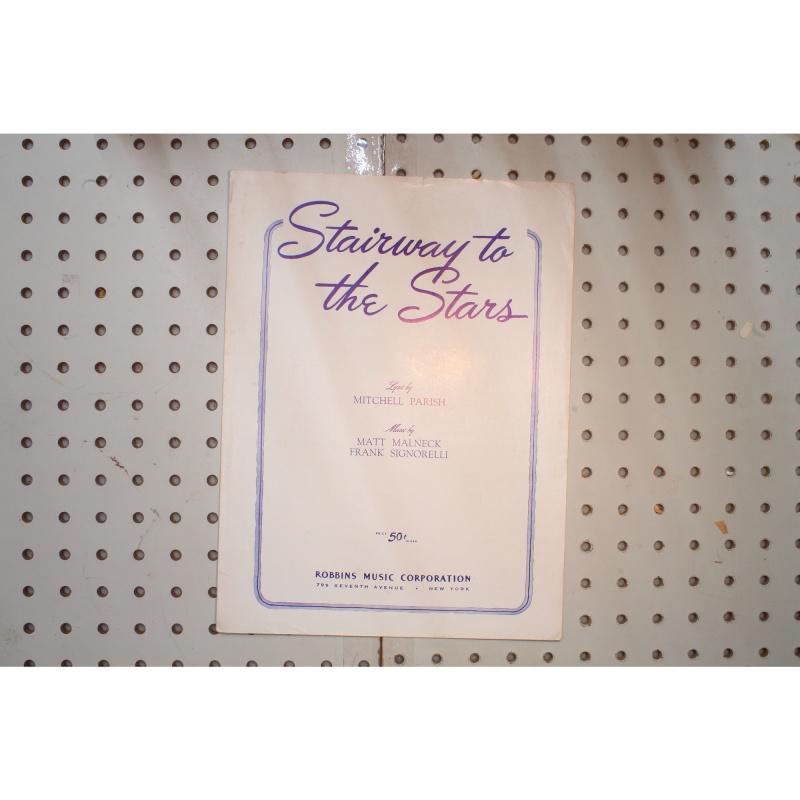 Stairway to
the Stars
Lyric by
MITCHELL PARISH
Music by
MATT MALNECK
FRANK SIGNORELLI
PRICE 50¢
ROBBINS MUSIC CORPORATION
799 SEVENTH AVENUE • NEW YORK